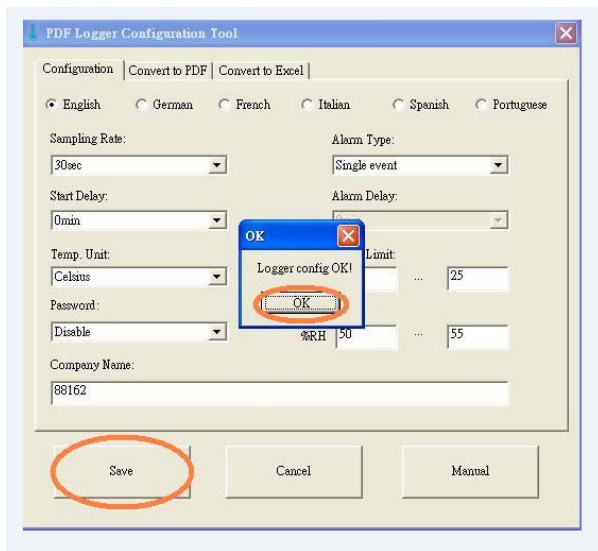 PDF Logger Configuration Tool
Configuration Convert to PDF Convert to Excel
English German French Italian Spanish Portuguese
Sampling Rate: Alarm Type:
30sec Single event
Start Delay: Alarm Delay:
0min
OK
Temp. Unit: Limit:
Logger config OK!
Celsius ... 25
Password: OK
Disable %RH 50 ... 55
Company Name:
88162
Save Cancel Manual